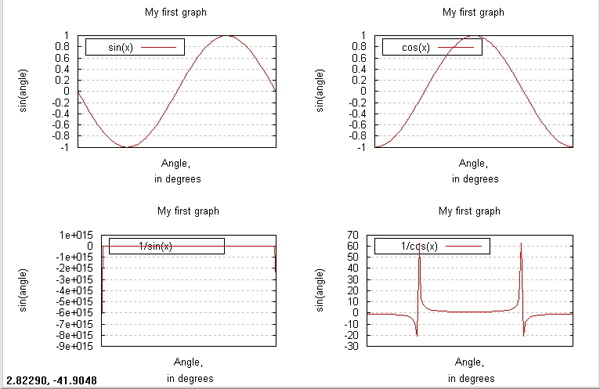 My first graph
1
0.8
0.6
0.4
0.2
0
-0.2
-0.4
-0.6
-0.8
-1
sin(x)
sin(angle)
Angle,
in degrees
My first graph
1
0.8
0.6
0.4
0.2
0
-0.2
-0.4
-0.6
-0.8
-1
cos(x)
sin(angle)
Angle,
in degrees
My first graph
1e+015
0
-1e+015
-2e+015
-3e+015
-4e+015
-5e+015
-6e+015
-7e+015
-8e+015
-9e+015
1/sin(x)
sin(angle)
Angle,
in degrees
My first graph
70
60
50
40
30
20
10
0
-10
-20
-30
1/cos(x)
sin(angle)
Angle,
in degrees
2.82290, -41.9048